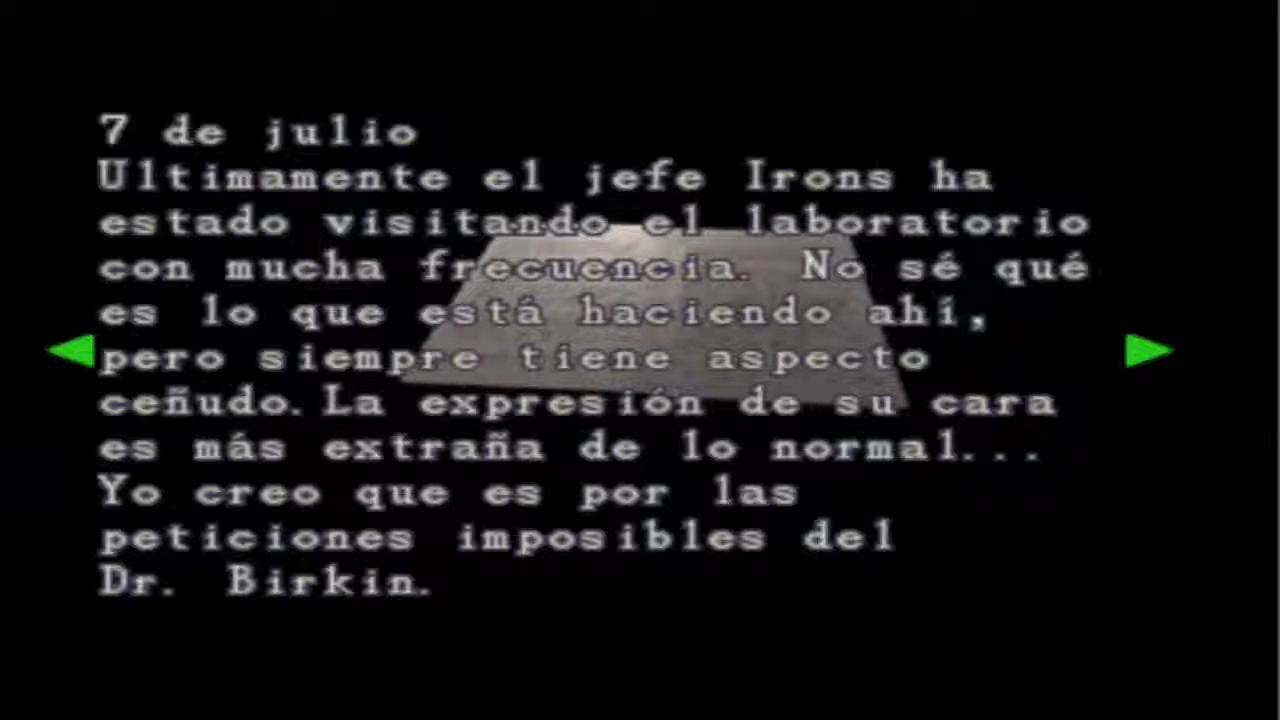 7 de julio
Ultimamente el jefe Irons ha
estado visitando el laboratorio
con mucha frecuencia. No sé qué
es lo que está haciendo ahí,
pero siempre tiene aspecto
ceñudo. La expresión de su cara
es más extraña de lo normal...
Yo creo que es por las
peticiones imposibles del
Dr. Birkin.